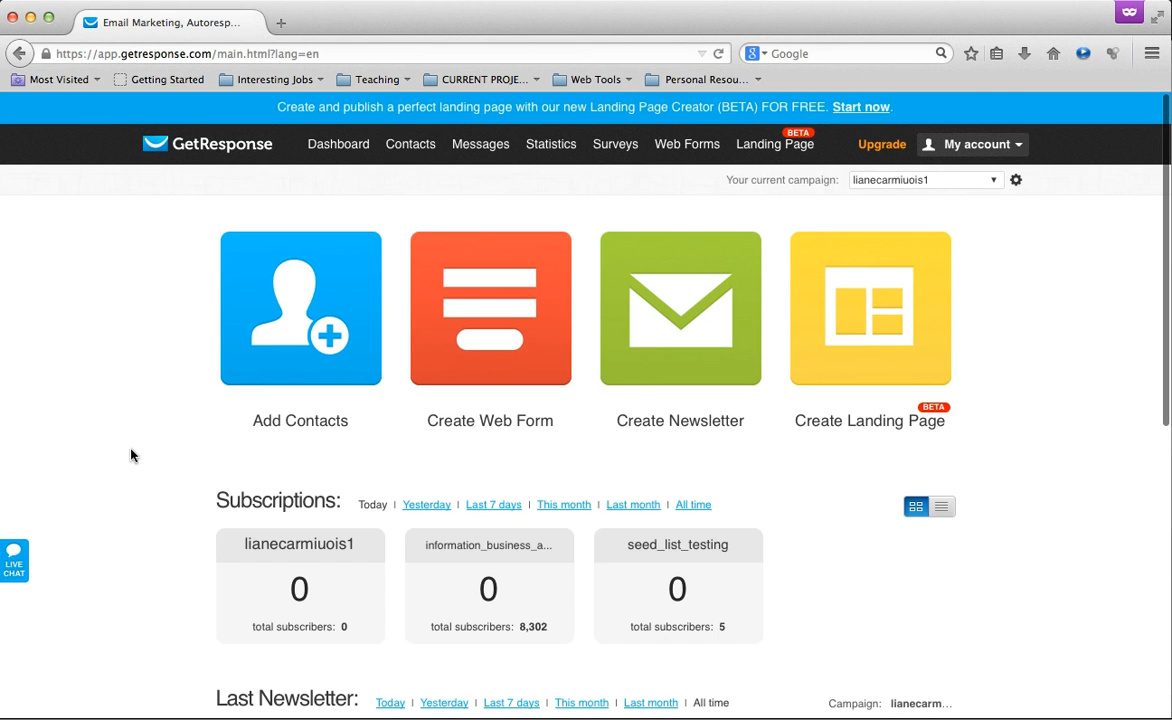 Email Marketing, Autoresp...
https://app.getresponse.com/main.html?lang=en
Google
Most Visited Getting Started Interesting Jobs Teaching CURRENT PROJE... Web Tools Personal Resou...
Create and publish a perfect landing page with our new Landing Page Creator (BETA) FOR FREE. Start now.
BETA
GetResponse Dashboard Contacts Messages Statistics Surveys Web Forms Landing Page Upgrade My account
Your current campaign: lianecarmiuois1
BETA
Add Contacts Create Web Form Create Newsletter Create Landing Page
Subscriptions: Today | Yesterday | Last 7 days | This month | Last month | All time
lianecarmiuois1 information_business_a... seed_list_testing
0 0 0
total subscribers: 0 total subscribers: 8,302 total subscribers: 5
LIVE
CHAT
Last Newsletter: Today | Yesterday | Last 7 days | This month | Last month | All time Campaign: lianecarm...